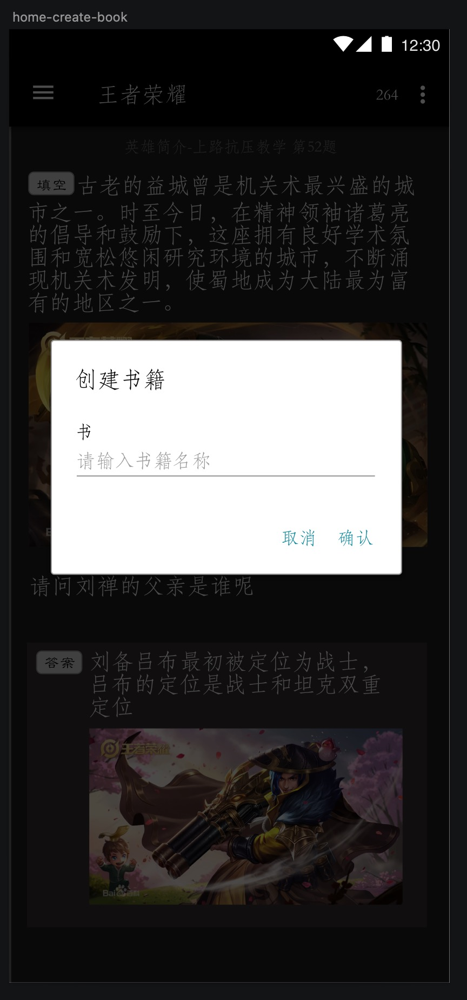 home-create-book
12:30
王者荣耀 264
英雄简介-上路抗压教学 第52题
填空 古老的益城曾是机关术最兴盛的城
市之一。时至今日，在精神领袖诸葛亮
的倡导和鼓励下，这座拥有良好学术氛
围和宽松悠闲研究环境的城市，不断涌
现机关术发明，使蜀地成为大陆最为富
有的地区之一。
创建书籍
书
请输入书籍名称
取消 确认
请问刘禅的父亲是谁呢
答案 刘备吕布最初被定位为战士，
吕布的定位是战士和坦克双重
定位
王者荣耀
Bai百科